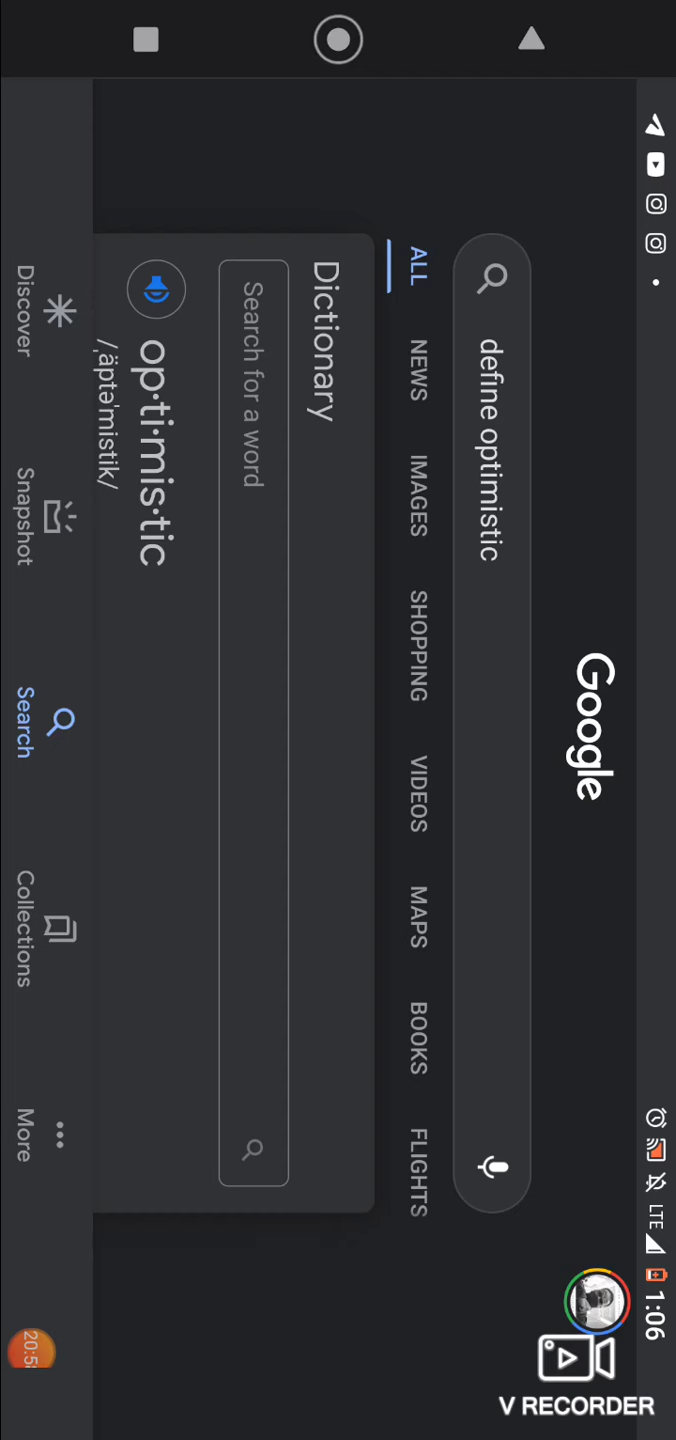 1:06
LTE
Google
define optimistic
ALL NEWS IMAGES SHOPPING VIDEOS MAPS BOOKS FLIGHTS
Dictionary
Search for a word
op·ti·mis·tic
/ˌäptəˈmistik/
Discover Snapshot Search Collections More
V RECORDER